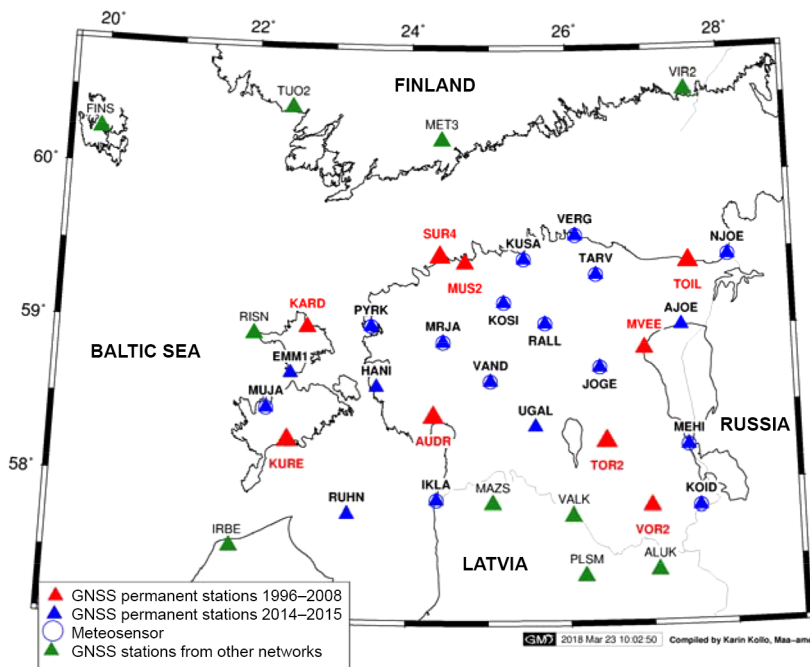 20°
22°
24°
26°
28°
FINLAND
VIR2
TUO2
FINS
MET3
60°
VERG
SUR4
KUSA
NJOE
TARV
MUS2
TOIL
59°
KARD
PYRK
AJOE
RISN
KOSI
MVEE
MRJA
RALL
BALTIC SEA
EMM1
HANI
VAND
JOGE
MUJA
UGAL
RUSSIA
MEHI
AUDR
58°
KURE
TOR2
IKLA
MAZS
KOID
RUHN
VALK
VOR2
IRBE
LATVIA
PLSM
ALUK
GNSS permanent stations 1996–2008
GNSS permanent stations 2014–2015
Meteosensor
GNSS stations from other networks
GMD 2018 Mar 23 10:02:50 Compiled by Karin Kollo, Maa-am